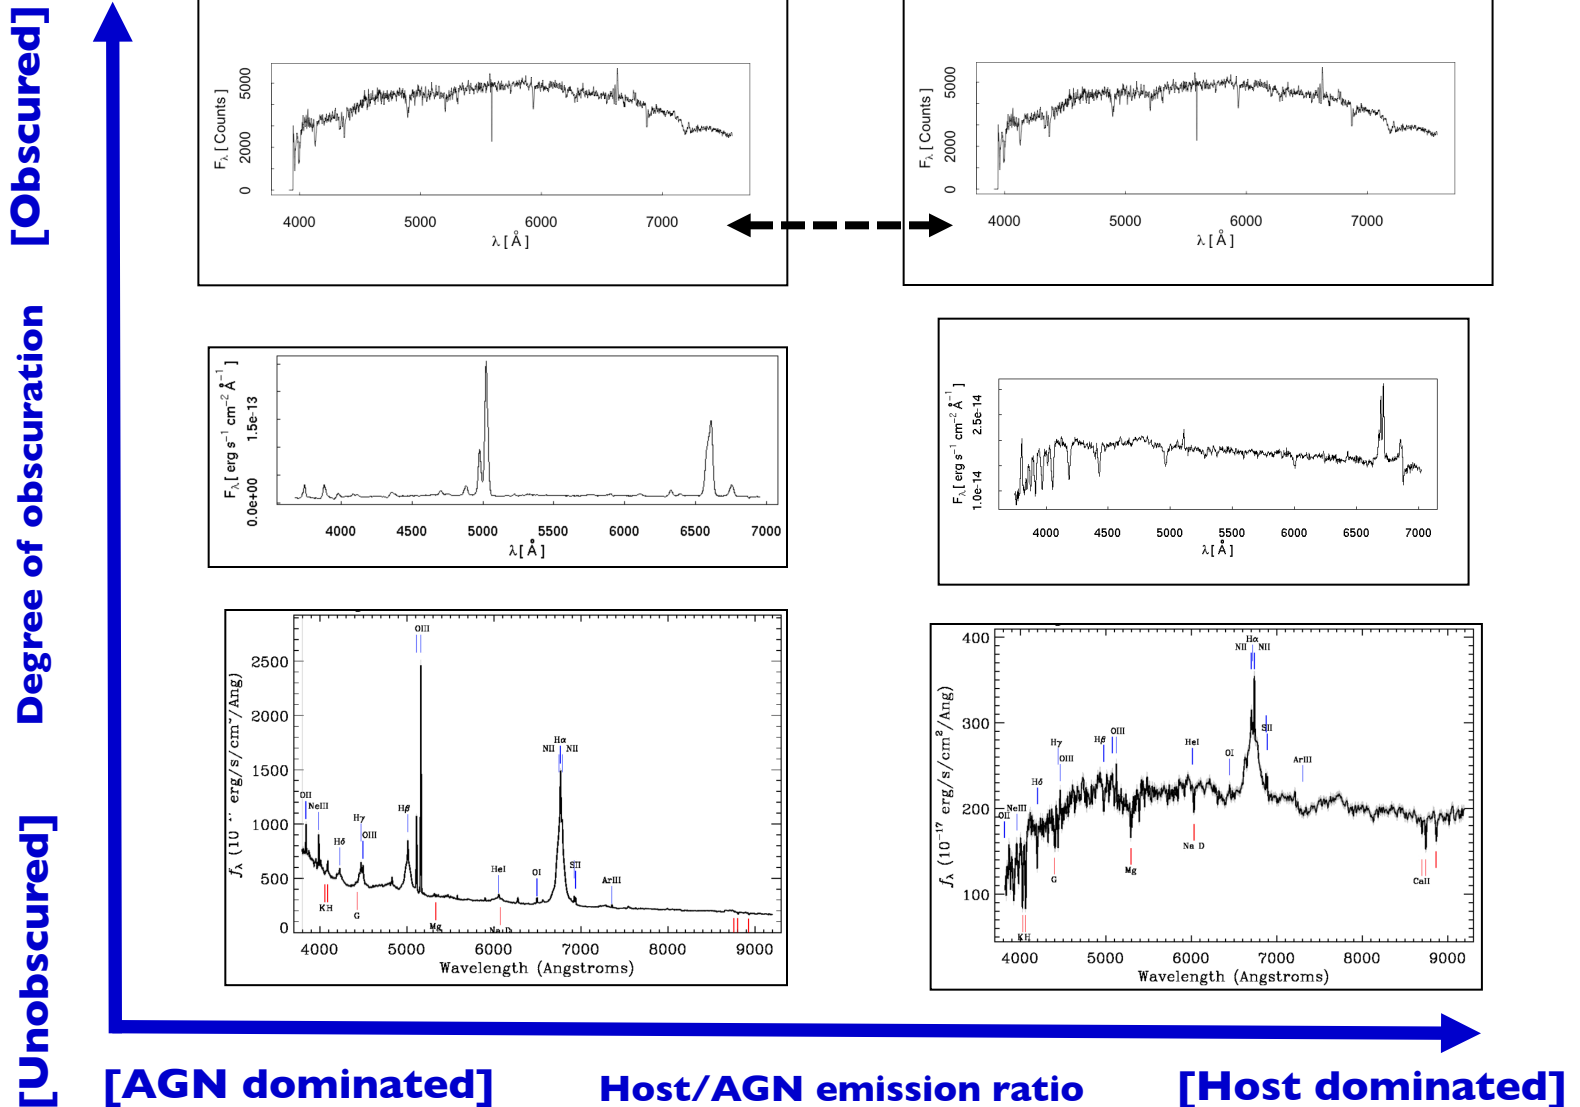 [Obscured]
Degree of obscuration
[Unobscured]
F λ [ Counts ]
5000
2000
0
4000 5000 6000 7000
λ [ Å ]
F λ [ Counts ]
5000
2000
0
4000 5000 6000 7000
λ [ Å ]
F λ [ erg s −1 cm −2 Å −1 ]
1.5e-13
0.0e+00
4000 4500 5000 5500 6000 6500 7000
λ [ Å ]
F λ [ erg s −1 cm −2 Å −1 ]
2.5e-14
1.0e-14
4000 4500 5000 5500 6000 6500 7000
λ [ Å ]
OIII
2500
2000
Hα
NII NII
1500
OII
NeIII
Hβ
1000
Hγ
OIII
Hδ
SII
HeI
OI
ArIII
500
K H
G
Mg
Na D
0
4000 5000 6000 7000 8000 9000
Wavelength (Angstroms)
400
Hα
NII NII
300
SII
OIII
Hβ
Hγ
HeI
OIII
OI
ArIII
Hδ
200
NeIII
OII
Na D
Mg
G
CaII
100
K H
f λ (10 −17 erg/s/cm 2 /Ang)
4000 5000 6000 7000 8000 9000
Wavelength (Angstroms)
[AGN dominated] Host/AGN emission ratio [Host dominated]